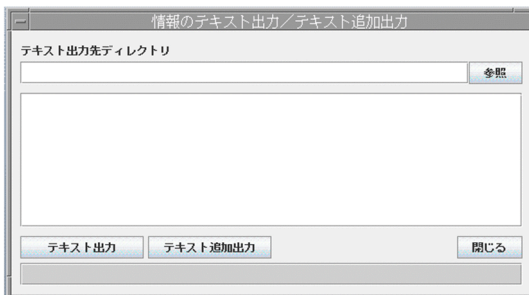 情報のテキスト出力／テキスト追加出力
テキスト出力先ディレクトリ
参照
テキスト出力 テキスト追加出力 閉じる